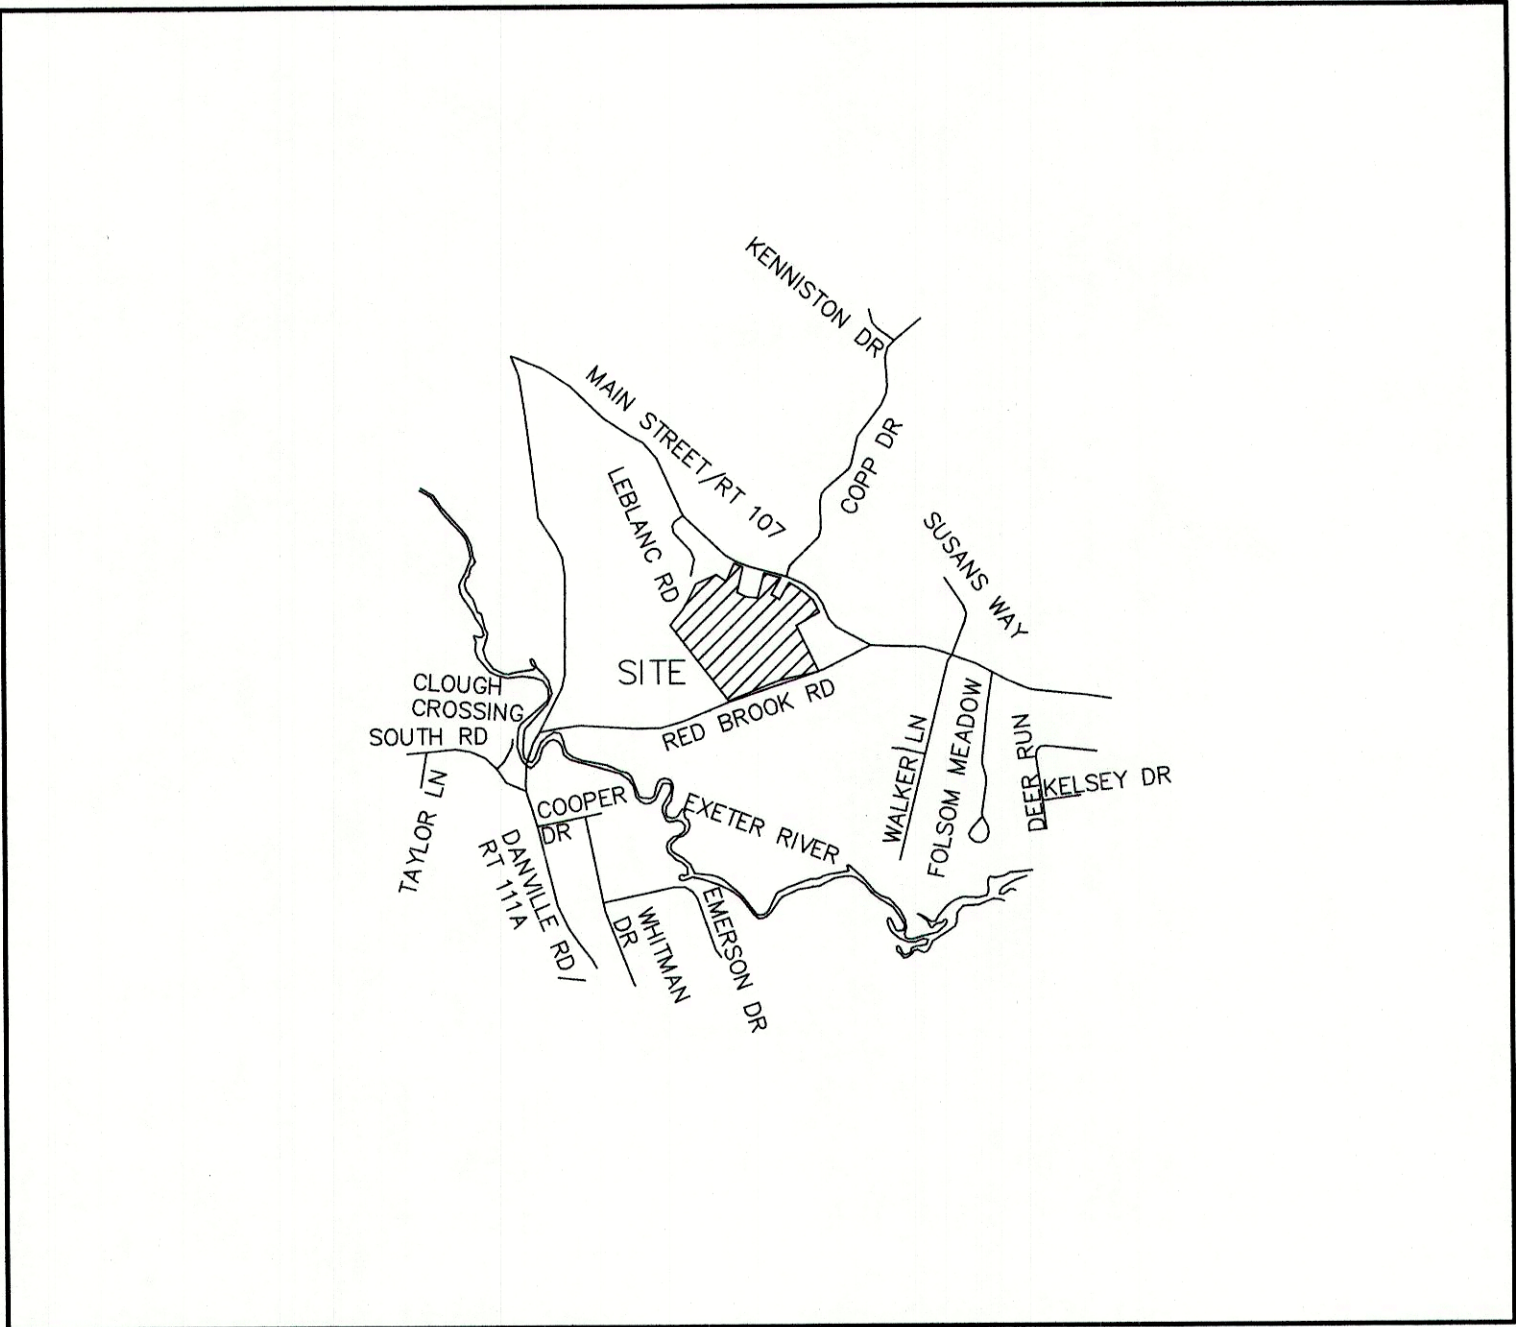 KENNISTON DR
MAIN STREET/RT 107
COPP DR
LEBLANC RD
SUSANS WAY
SITE
CLOUGH
CROSSING
SOUTH RD
RED BROOK RD
TAYLOR LN
COOPER
DR
EXETER RIVER
WALKER LN
FOLSOM MEADOW
DEER RUN
KELSEY DR
DANVILLE RD/
RT 111A
WHITMAN
DR
EMERSON DR